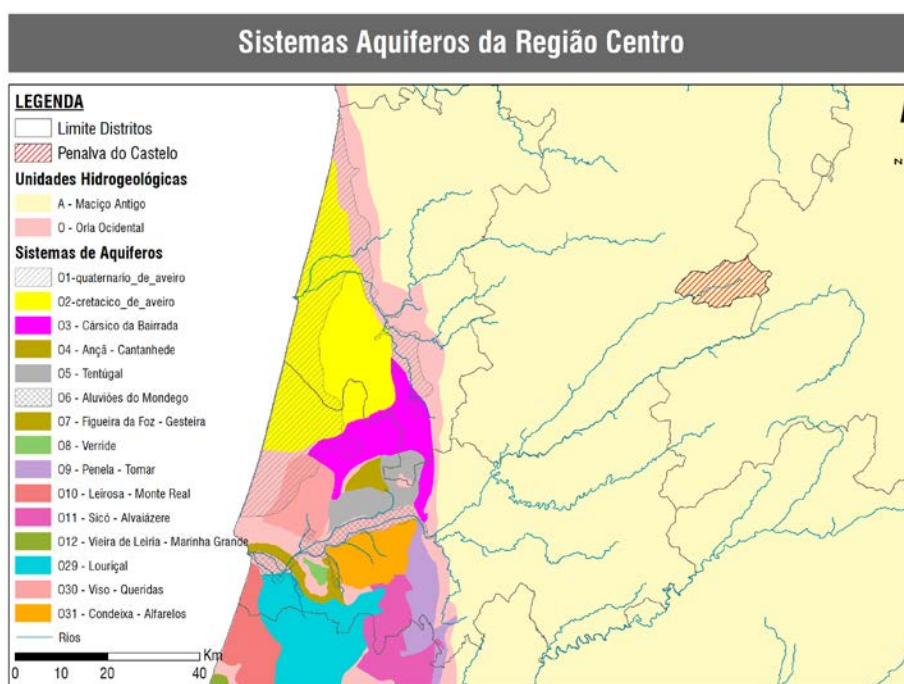 Sistemas Aquiferos da Região Centro
LEGENDA
Limite Distritos
Penalva do Castelo
Unidades Hidrogeológicas
A - Maciço Antigo
O - Orla Ocidental
Sistemas de Aquiferos
O1-quaternario_de_aveiro
O2-cretacico_de_aveiro
O3 - Cársico da Bairrada
O4 - Ançã - Cantanhede
O5 - Tentúgal
O6 - Aluviões do Mondego
O7 - Figueira da Foz - Gesteira
O8 - Verride
O9 - Penela - Tomar
O10 - Leirosa - Monte Real
O11 - Sicó - Alvaiázere
O12 - Vieira de Leiria - Marinha Grande
O29 - Louriçal
O30 - Viso - Queridas
O31 - Condeixa - Alfarelos
Rios
Km
0 10 20 40